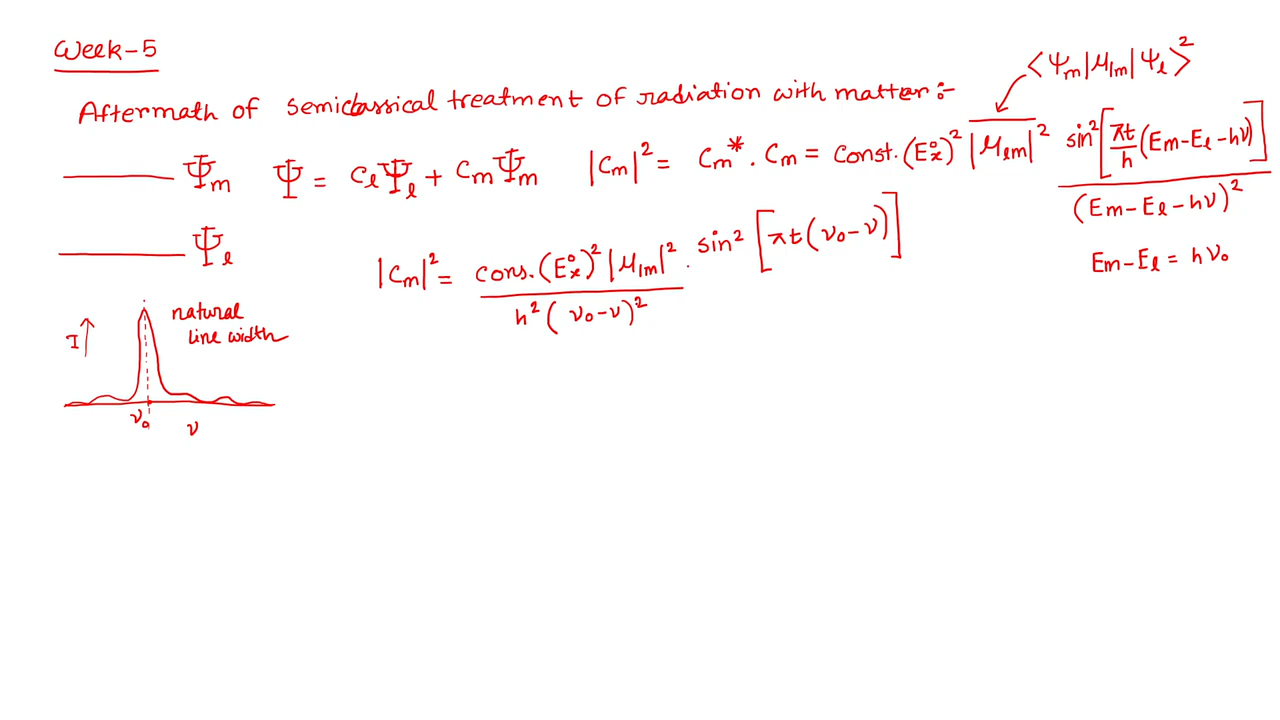 Week-5
Aftermath of semiclassical treatment of radiation with matter :-
⟨Ψm|μlm|Ψl⟩²
Ψm Ψ = ClΨl + CmΨm |Cm|² = Cm* . Cm = Const. (E°x)² |μlm|² sin²[πt/h (Em-El-hν)] / (Em-El-hν)²
Ψl
|Cm|² = Cons. (E°x)² |μlm|² / h² (ν₀-ν)² . sin² [πt(ν₀-ν)]
Em-El = hν₀
natural
line width
I
ν₀
ν